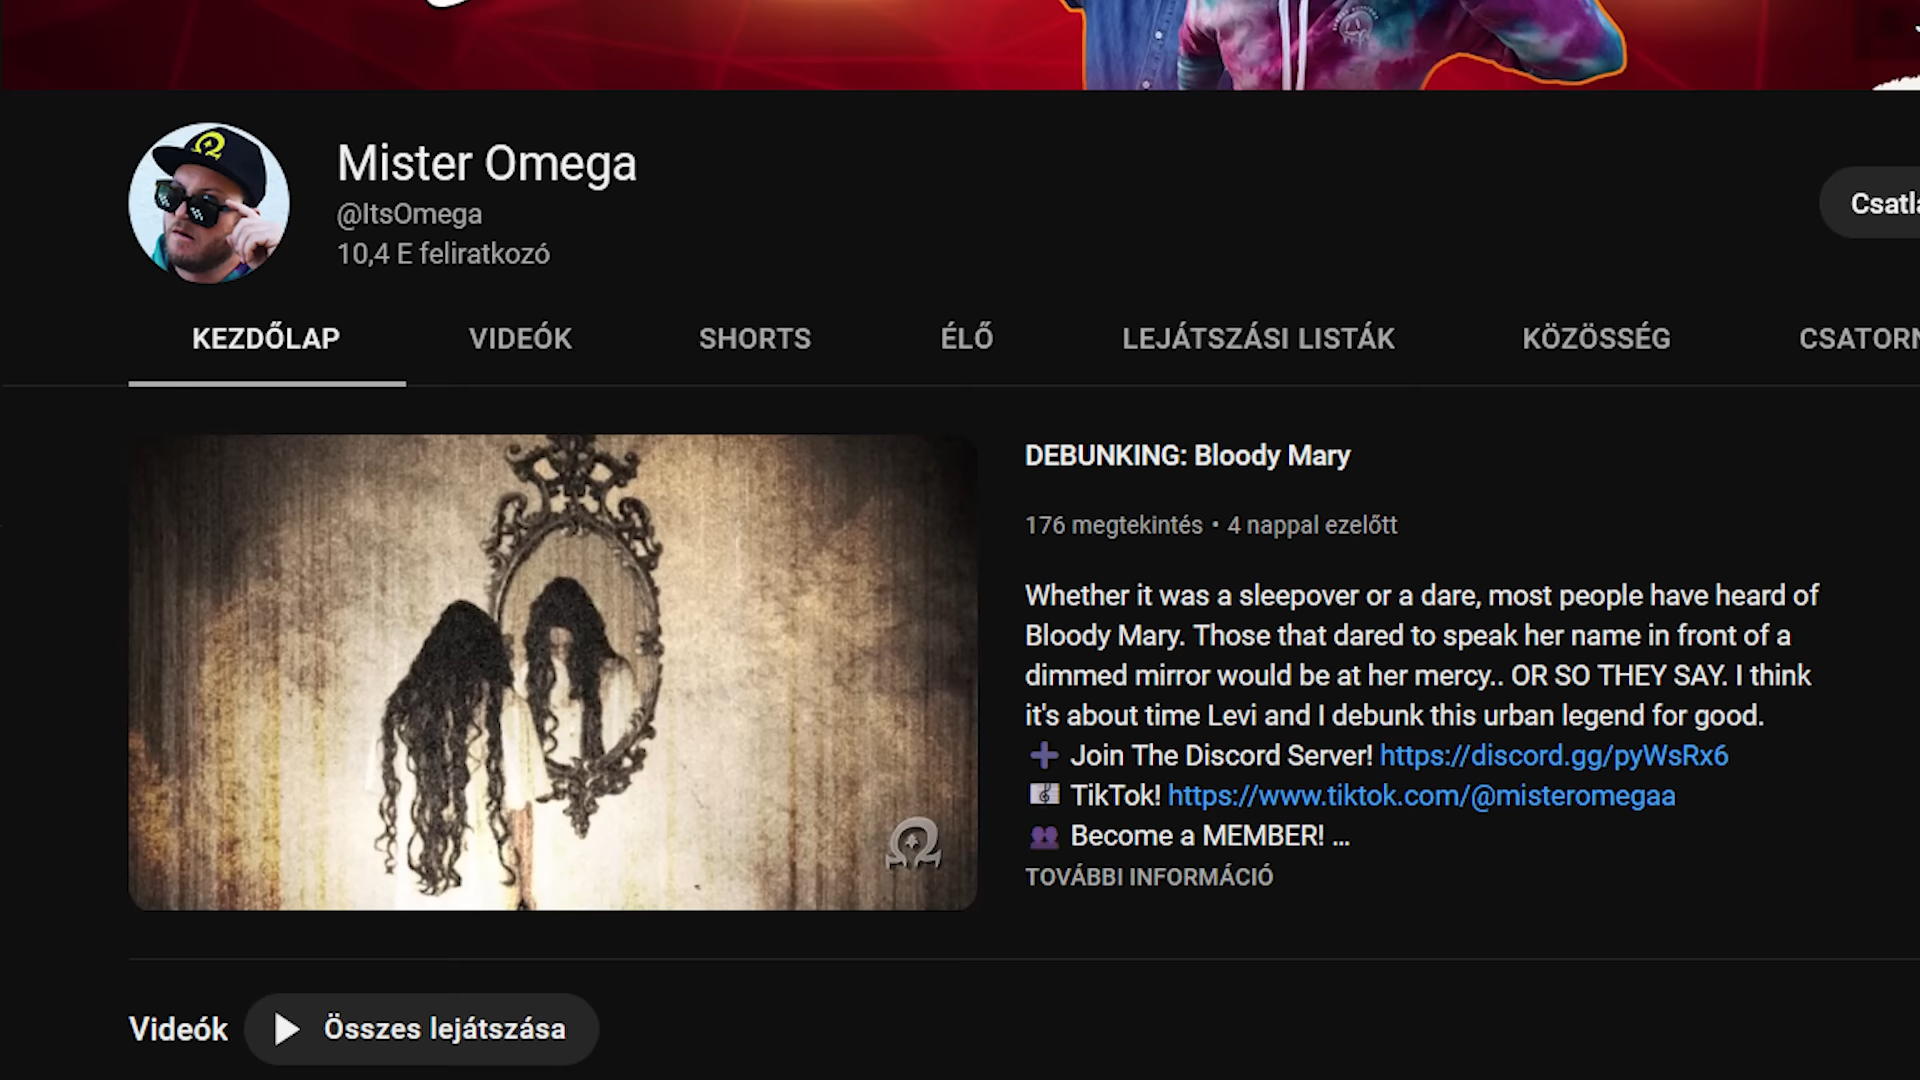 Mister Omega
@ItsOmega
10,4 E feliratkozó
KEZDŐLAP VIDEÓK SHORTS ÉLŐ LEJÁTSZÁSI LISTÁK KÖZÖSSÉG
DEBUNKING: Bloody Mary
176 megtekintés • 4 nappal ezelőtt
Whether it was a sleepover or a dare, most people have heard of
Bloody Mary. Those that dared to speak her name in front of a
dimmed mirror would be at her mercy.. OR SO THEY SAY. I think
it's about time Levi and I debunk this urban legend for good.
➕ Join The Discord Server! https://discord.gg/pyWsRx6
🎼 TikTok! https://www.tiktok.com/@misteromegaa
👥 Become a MEMBER! ...
TOVÁBBI INFORMÁCIÓ
Videók Összes lejátszása